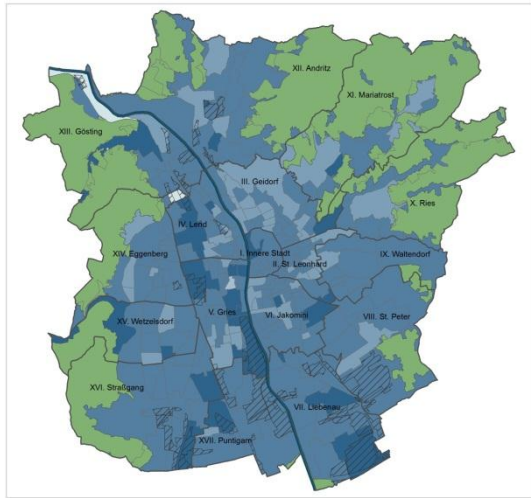 XII. Andritz
XI. Mariatrost
XIII. Gösting
III. Geidorf
X. Ries
IV. Lend
I. Innere Stadt
XIV. Eggenberg
II. St. Leonhard
IX. Waltendorf
V. Gries
VI. Jakomini
VIII. St. Peter
XV. Wetzelsdorf
XVI. Straßgang
VII. Liebenau
XVII. Puntigam